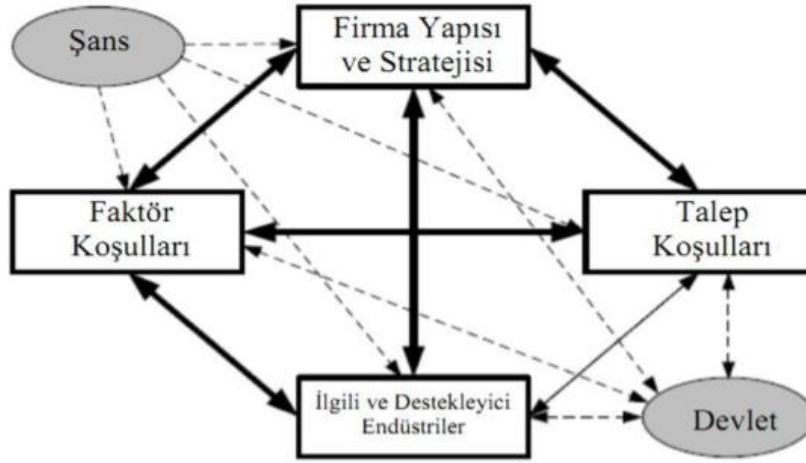 Şans
Firma Yapısı
ve Stratejisi
Faktör
Koşulları
Talep
Koşulları
İlgili ve Destekleyici
Endüstriler
Devlet